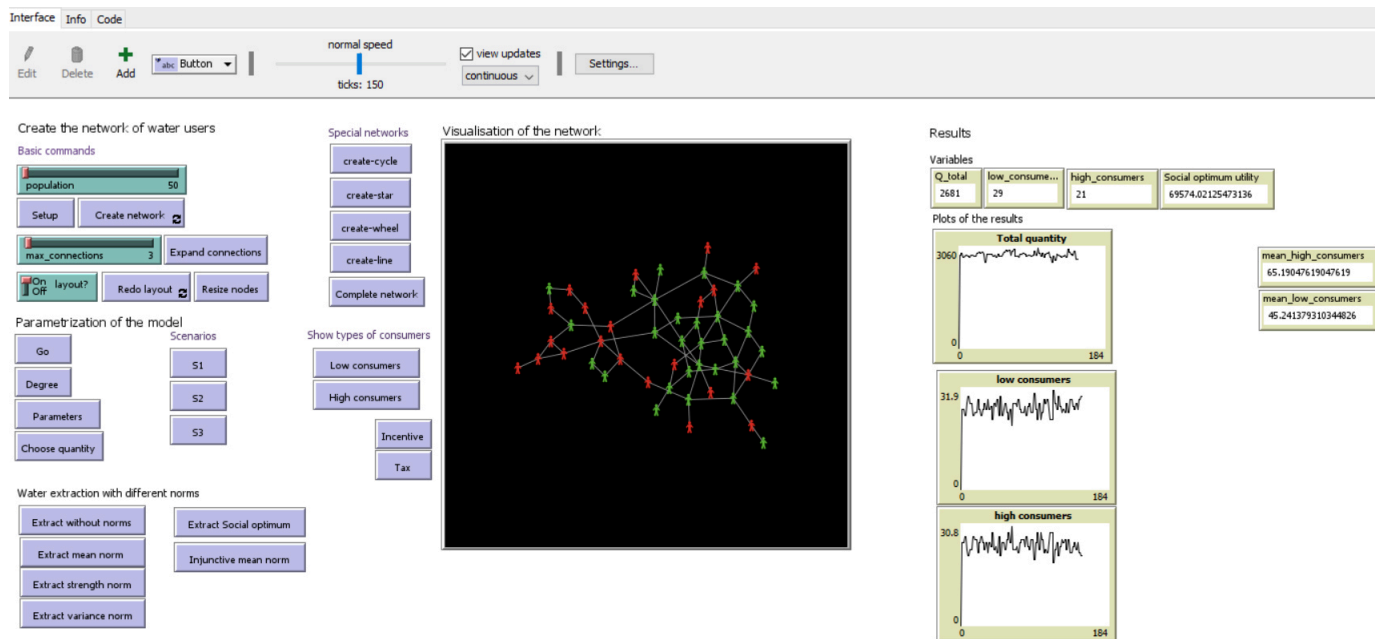 Interface Info Code
Edit
Delete
Add
abc Button
normal speed
ticks: 150
view updates
continuous
Settings...
Create the network of water users
Basic commands
population 50
Setup
Create network
max_connections 3
Expand connections
On
Off
layout?
Redo layout
Resize nodes
Special networks
create-cycle
create-star
create-wheel
create-line
Complete network
Parametrization of the model
Go
Degree
Parameters
Choose quantity
Scenarios
S1
S2
S3
Show types of consumers
Low consumers
High consumers
Incentive
Tax
Water extraction with different norms
Extract without norms
Extract mean norm
Extract strength norm
Extract variance norm
Extract Social optimum
Injunctive mean norm
Visualisation of the network
Results
Variables
Q_total
2681
low_consume...
29
high_consumers
21
Social optimum utility
69574.02125473136
Plots of the results
Total quantity
3060
0
0 184
low consumers
31.9
0
0 184
high consumers
30.8
0
0 184
mean_high_consumers
65.19047619047619
mean_low_consumers
45.241379310344826